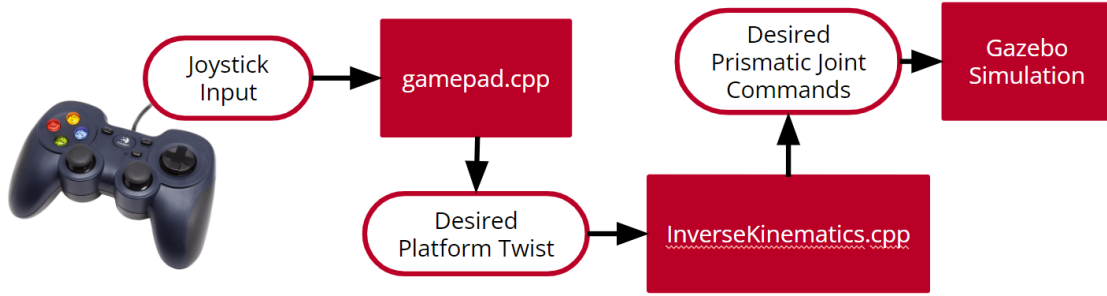 Joystick
Input
gamepad.cpp
Desired
Platform Twist
InverseKinematics.cpp
Desired
Prismatic Joint
Commands
Gazebo
Simulation